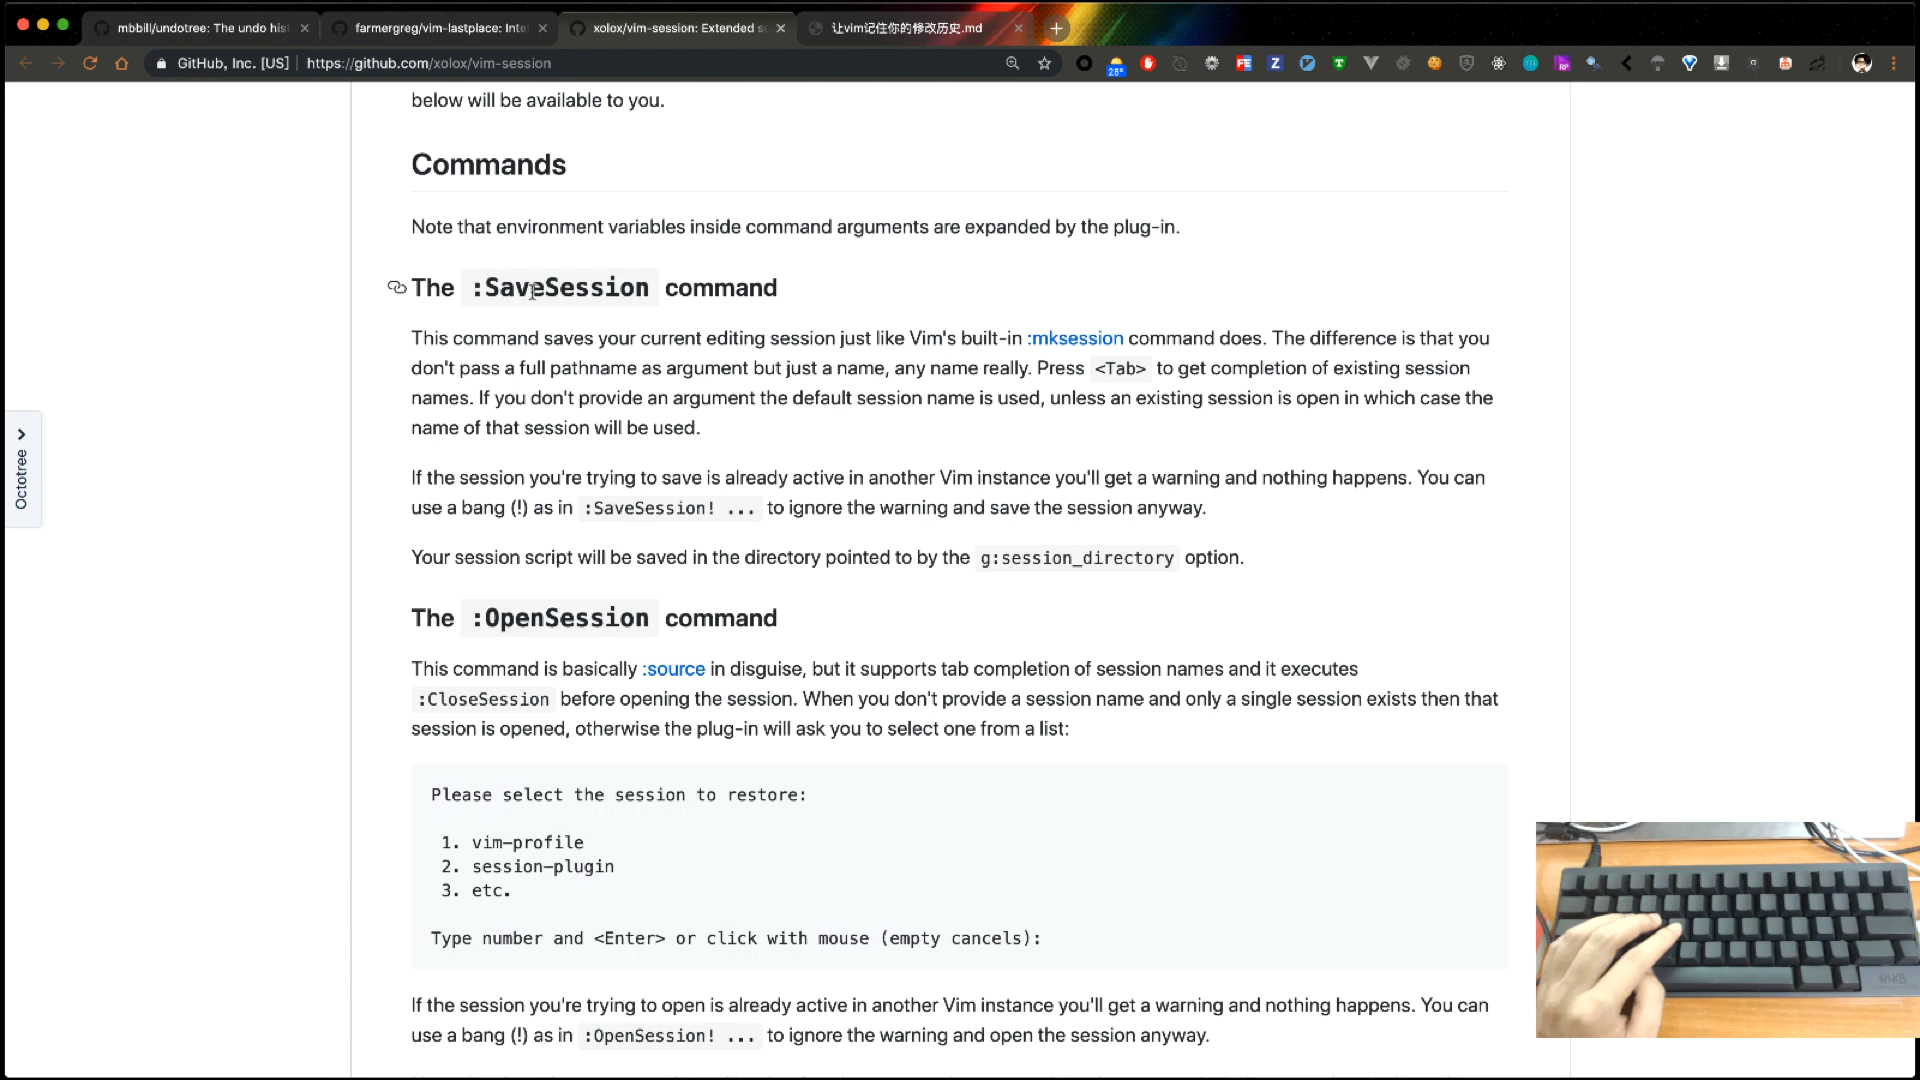 mbbill/undotree: The undo his
farmergreg/vim-lastplace: Inte
xolox/vim-session: Extended s
让vim记住你的修改历史.md
GitHub, Inc. [US] | https://github.com/xolox/vim-session
below will be available to you.
Commands
Note that environment variables inside command arguments are expanded by the plug-in.
The :SaveSession command
This command saves your current editing session just like Vim's built-in :mksession command does. The difference is that you
don't pass a full pathname as argument but just a name, any name really. Press <Tab> to get completion of existing session
names. If you don't provide an argument the default session name is used, unless an existing session is open in which case the
name of that session will be used.
If the session you're trying to save is already active in another Vim instance you'll get a warning and nothing happens. You can
use a bang (!) as in :SaveSession! ... to ignore the warning and save the session anyway.
Your session script will be saved in the directory pointed to by the g:session_directory option.
The :OpenSession command
This command is basically :source in disguise, but it supports tab completion of session names and it executes
:CloseSession before opening the session. When you don't provide a session name and only a single session exists then that
session is opened, otherwise the plug-in will ask you to select one from a list:
Please select the session to restore:
1. vim-profile
2. session-plugin
3. etc.
Type number and <Enter> or click with mouse (empty cancels):
If the session you're trying to open is already active in another Vim instance you'll get a warning and nothing happens. You can
use a bang (!) as in :OpenSession! ... to ignore the warning and open the session anyway.
Octotree
28°
FE
Z
RP